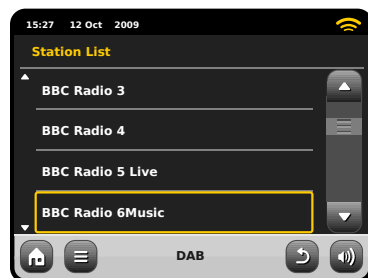 15:27 12 Oct 2009
Station List
BBC Radio 3
BBC Radio 4
BBC Radio 5 Live
BBC Radio 6Music
DAB